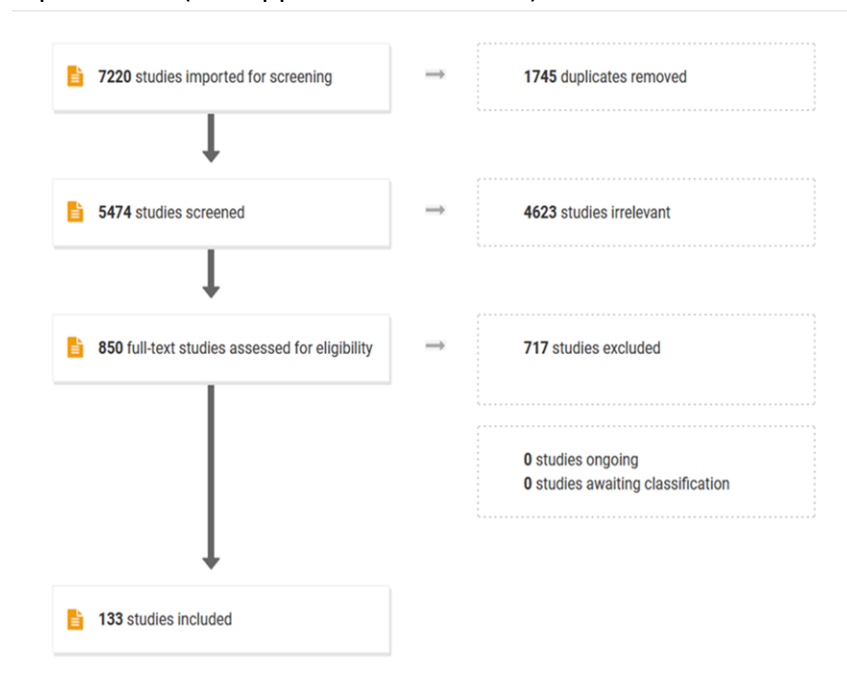 7220 studies imported for screening
1745 duplicates removed
5474 studies screened
4623 studies irrelevant
850 full-text studies assessed for eligibility
717 studies excluded
0 studies ongoing
0 studies awaiting classification
133 studies included